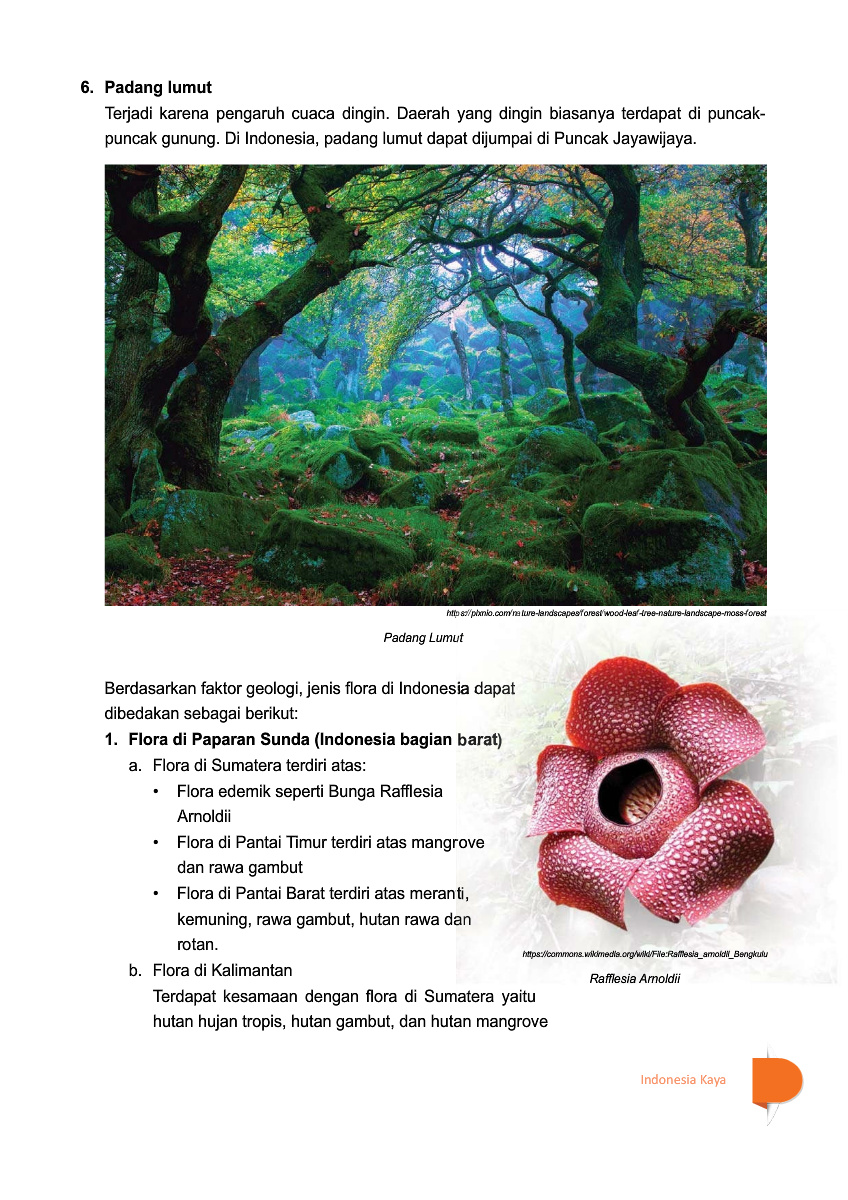 6. Padang lumut
Terjadi karena pengaruh cuaca dingin. Daerah yang dingin biasanya terdapat di puncak-
puncak gunung. Di Indonesia, padang lumut dapat dijumpai di Puncak Jayawijaya.
https://pixnio.com/nature-landscapes/forest/wood-leaf-tree-nature-landscape-moss-forest
Padang Lumut
Berdasarkan faktor geologi, jenis flora di Indonesia dapat
dibedakan sebagai berikut:
1. Flora di Paparan Sunda (Indonesia bagian barat)
a. Flora di Sumatera terdiri atas:
• Flora edemik seperti Bunga Rafflesia
Arnoldii
• Flora di Pantai Timur terdiri atas mangrove
dan rawa gambut
• Flora di Pantai Barat terdiri atas meranti,
kemuning, rawa gambut, hutan rawa dan
rotan.
https://commons.wikimedia.org/wiki/File:Rafflesia_arnoldii_Bengkulu
Rafflesia Arnoldii
b. Flora di Kalimantan
Terdapat kesamaan dengan flora di Sumatera yaitu
hutan hujan tropis, hutan gambut, dan hutan mangrove
Indonesia Kaya